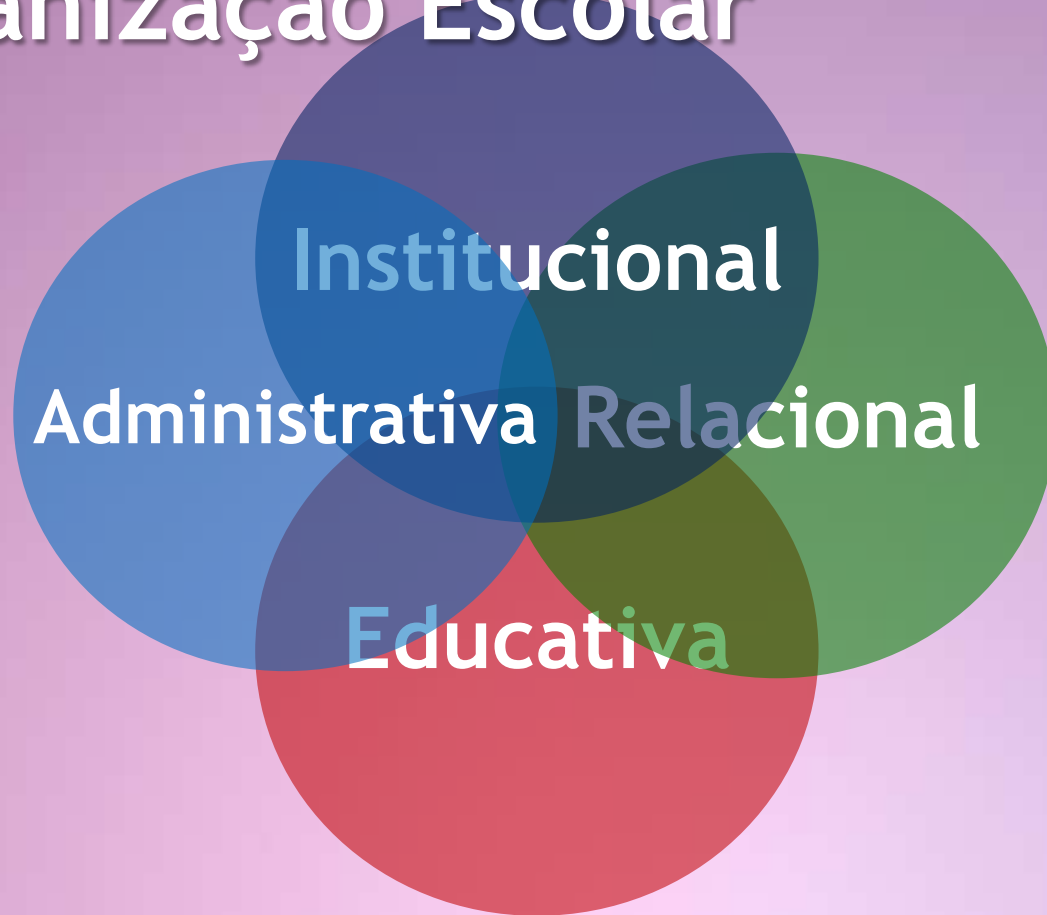 anização Escolar
Institucional
Administrativa Relacional
Educativa